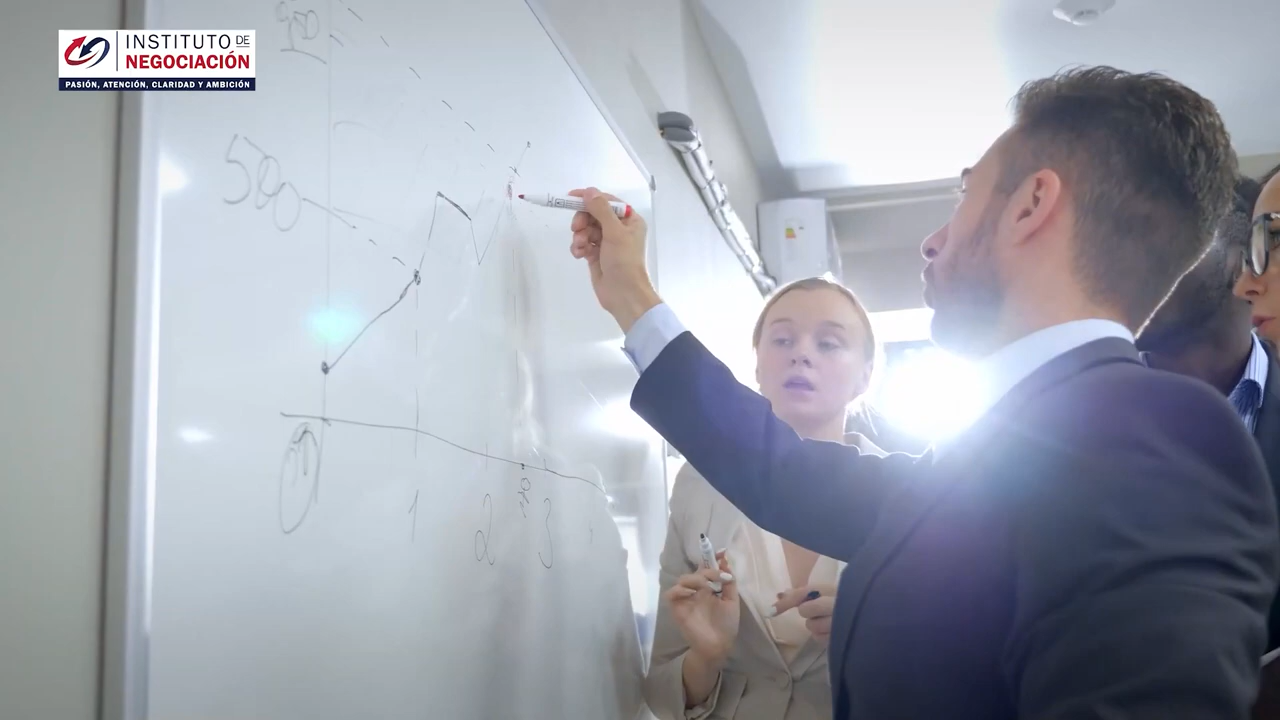 INSTITUTO DE
NEGOCIACIÓN
PASIÓN, ATENCIÓN, CLARIDAD Y AMBICIÓN
500
1
2
3